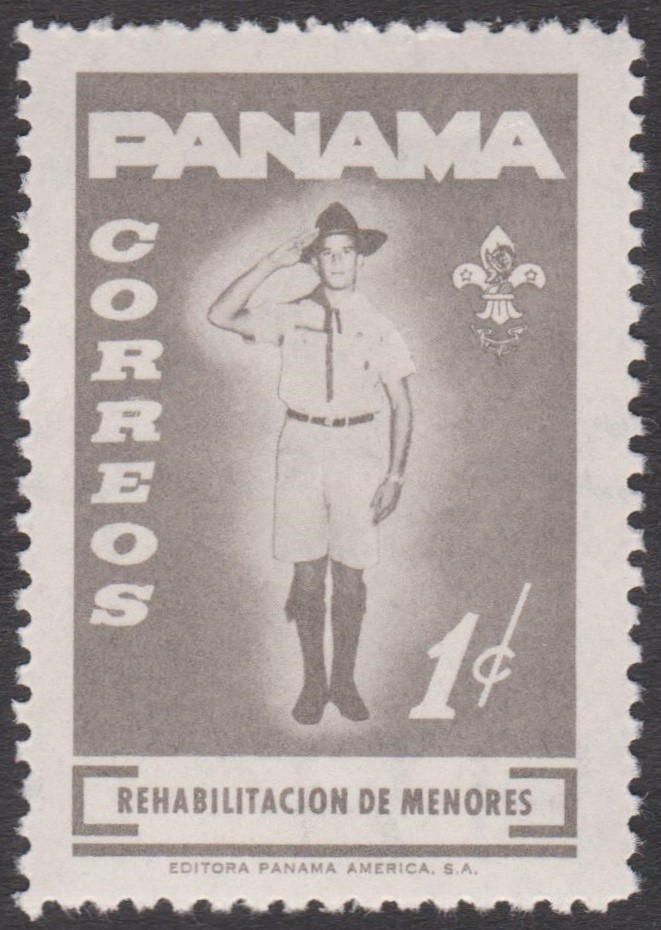 PANAMA
CORREOS
1¢
REHABILITACION DE MENORES
EDITORA PANAMA AMERICA, S.A.